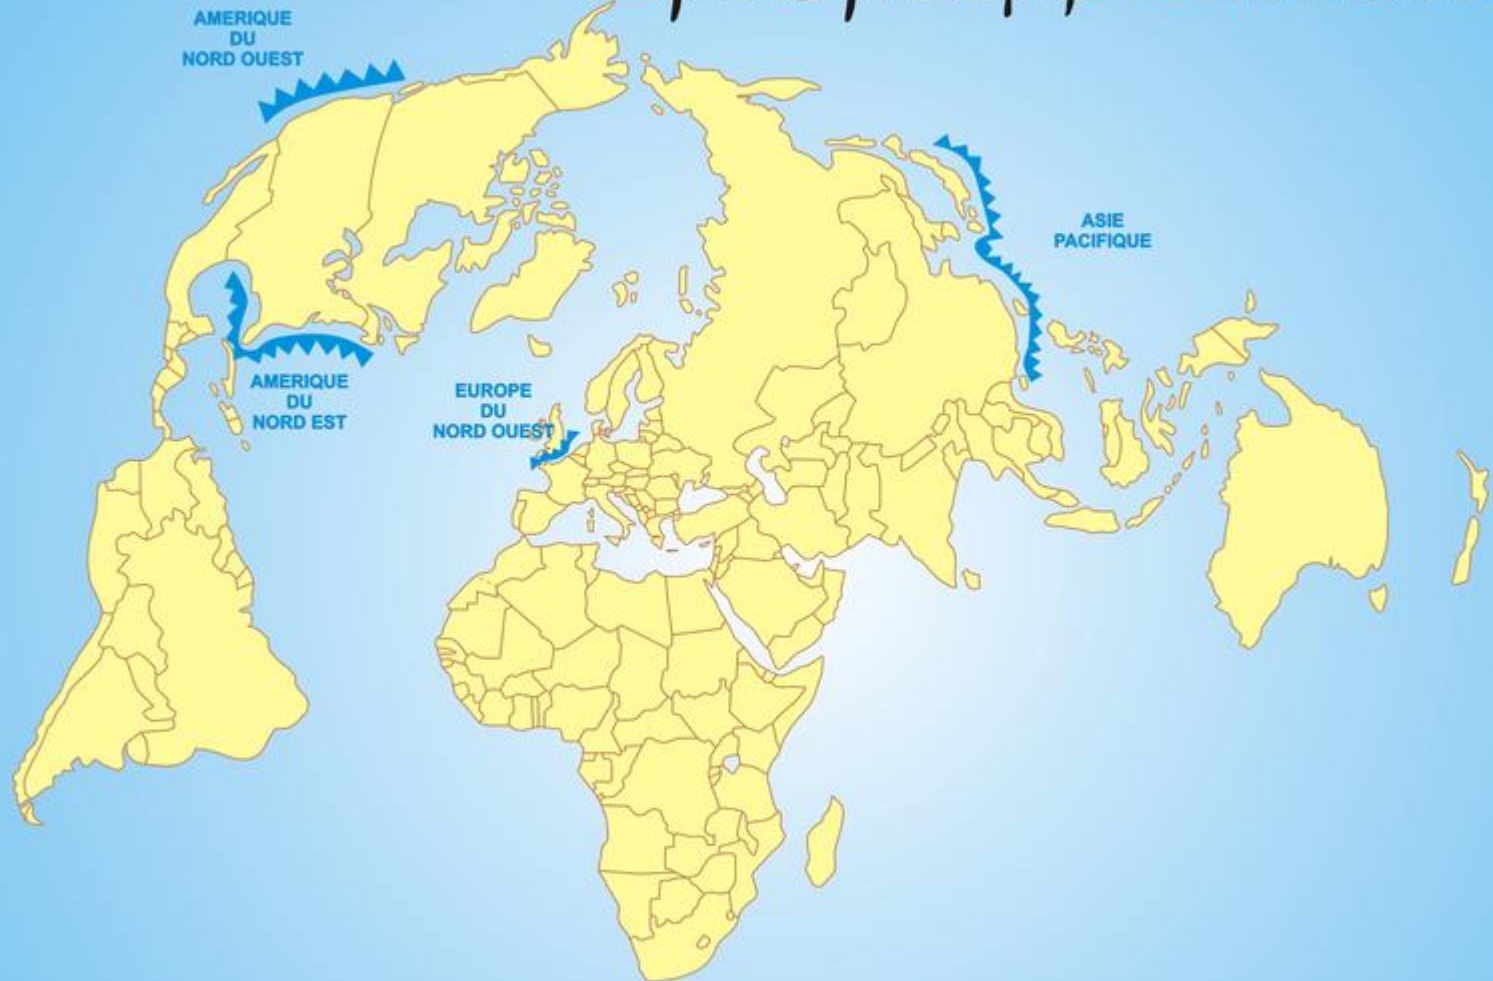 AMERIQUE
DU
NORD OUEST
ASIE
PACIFIQUE
AMERIQUE
DU
NORD EST
EUROPE
DU
NORD OUEST